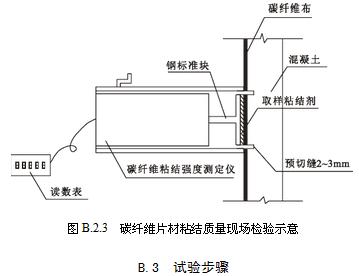 碳纤维布
混凝土
钢标准块
取样粘结剂
碳纤维粘结强度测定仪
预切缝2~3mm
读数表
图 B.2.3 碳纤维片材粘结质量现场检验示意
B. 3 试验步骤